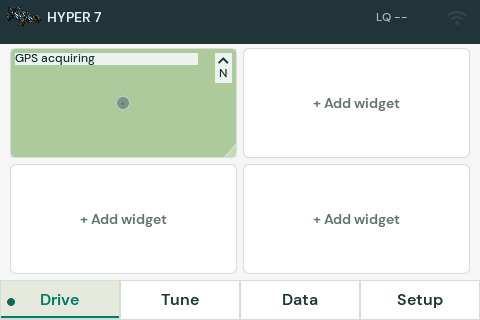 HYPER 7
LQ --
GPS acquiring
N
+ Add widget
+ Add widget
+ Add widget
Drive
Tune
Data
Setup